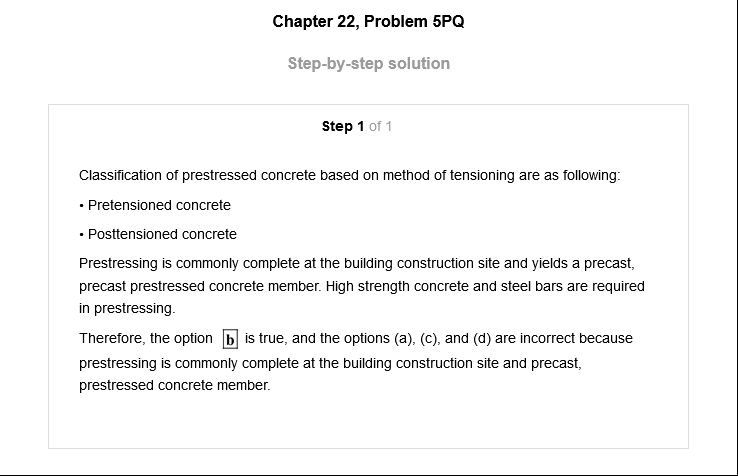 Chapter 22, Problem 5PQ
Step-by-step solution
Step 1 of 1
Classification of prestressed concrete based on method of tensioning are as following:
• Pretensioned concrete
• Posttensioned concrete
Prestressing is commonly complete at the building construction site and yields a precast,
precast prestressed concrete member. High strength concrete and steel bars are required
in prestressing.
Therefore, the option b is true, and the options (a), (c), and (d) are incorrect because
prestressing is commonly complete at the building construction site and precast,
prestressed concrete member.